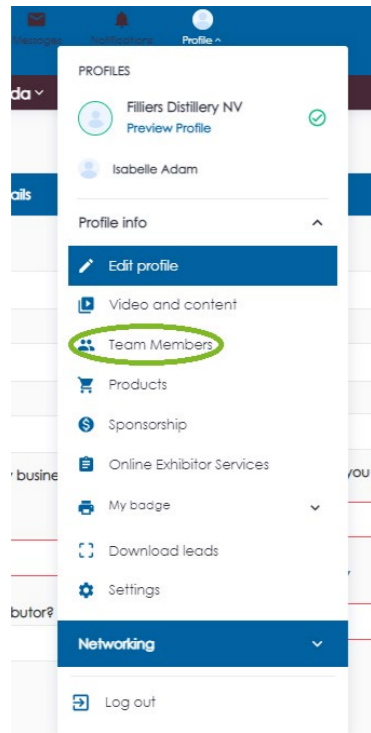 Messages
Notifications
Profile
da
PROFILES
Filliers Distillery NV
Preview Profile
Isabelle Adam
ails
Profile info
Edit profile
Video and content
Team Members
Products
Sponsorship
Online Exhibitor Services
busine
you
My badge
Download leads
Settings
butor?
Networking
Log out